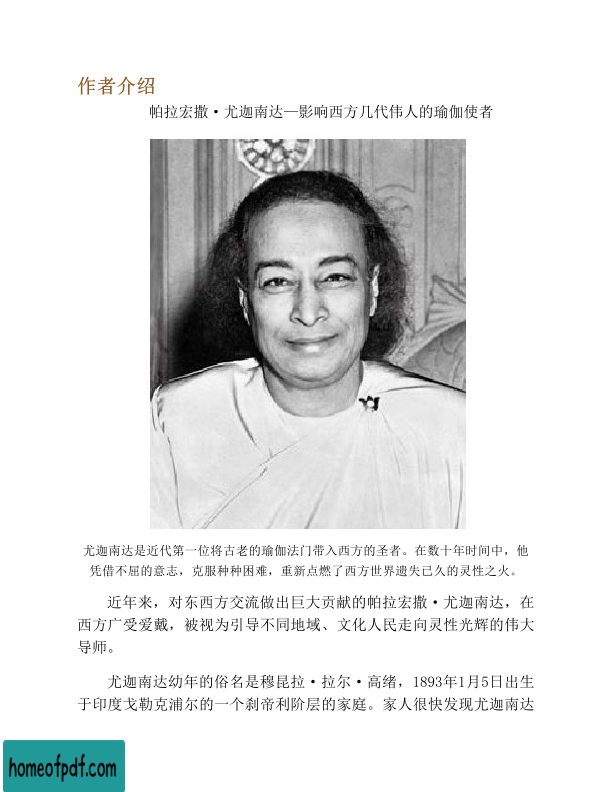 作者介绍
帕拉宏撒·尤迦南达—影响西方几代伟人的瑜伽使者
尤迦南达是近代第一位将古老的瑜伽法门带入西方的圣者。在数十年时间中，他
凭借不屈的意志，克服种种困难，重新点燃了西方世界遗失已久的灵性之火。
近年来，对东西方交流做出巨大贡献的帕拉宏撒·尤迦南达，在
西方广受爱戴，被视为引导不同地域、文化人民走向灵性光辉的伟大
导师。
尤迦南达幼年的俗名是穆昆拉·拉尔·高绪，1893年1月5日出生
于印度戈勒克浦尔的一个刹帝利阶层的家庭。家人很快发现尤迦南达
homeofpdf.com